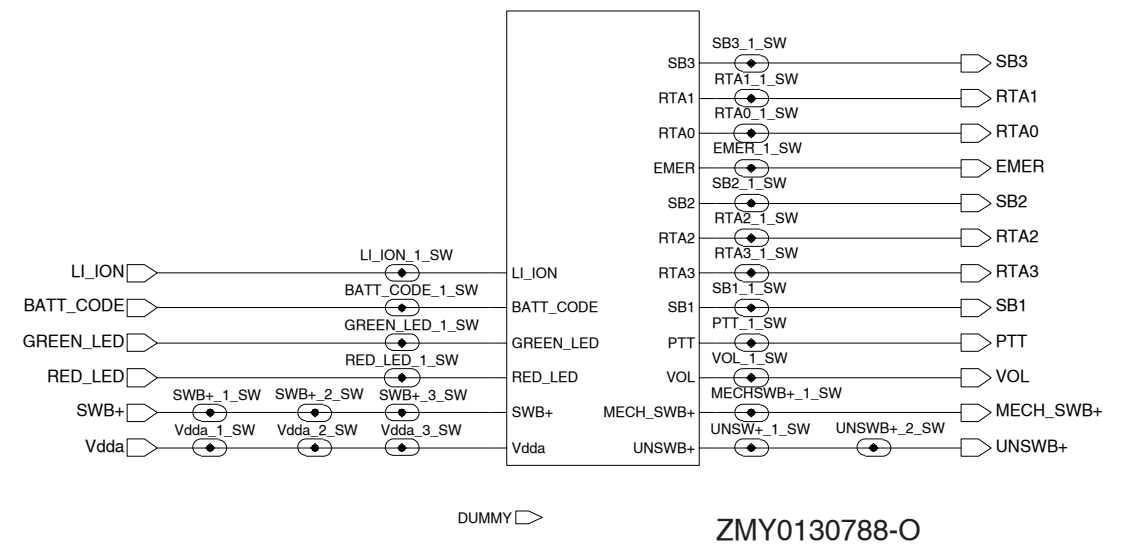 SB3_1_SW
SB3 SB3
RTA1_1_SW
RTA1 RTA1
RTA0_1_SW
RTA0 RTA0
EMER_1_SW
EMER EMER
SB2_1_SW
SB2 SB2
RTA2_1_SW
RTA2 RTA2
LI_ION_1_SW RTA3_1_SW
LI_ION LI_ION RTA3 RTA3
BATT_CODE_1_SW SB1_1_SW
BATT_CODE BATT_CODE SB1 SB1
GREEN_LED_1_SW PTT_1_SW
GREEN_LED GREEN_LED PTT PTT
RED_LED_1_SW VOL_1_SW
RED_LED RED_LED VOL VOL
SWB+_1_SW SWB+_2_SW SWB+_3_SW MECHSWB+_1_SW
SWB+ SWB+ MECH_SWB+ MECH_SWB+
Vdda_1_SW Vdda_2_SW Vdda_3_SW UNSW+_1_SW UNSWB+_2_SW
Vdda Vdda UNSWB+ UNSWB+
DUMMY
ZMY0130788-O